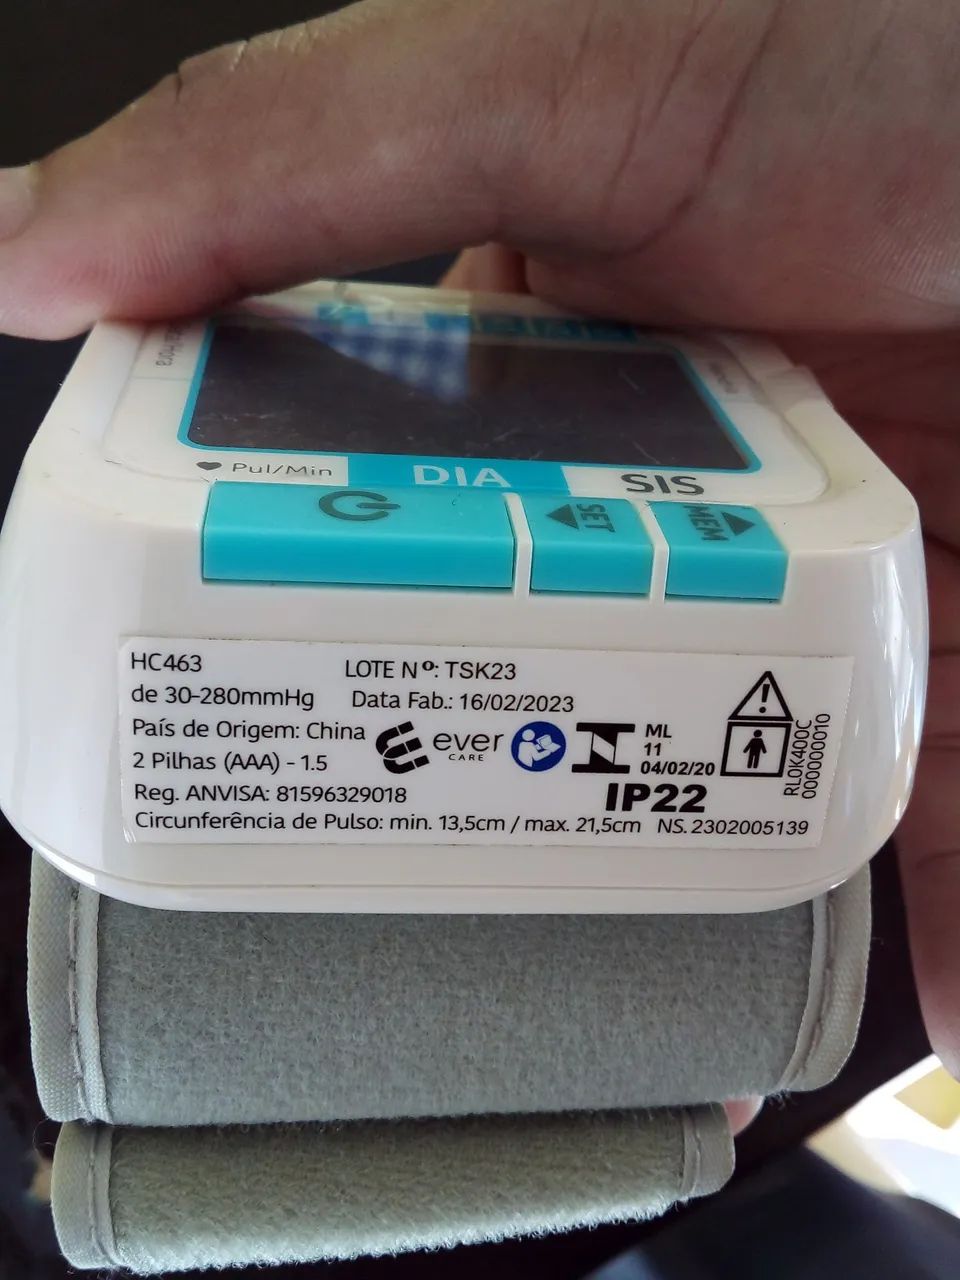 Pul/Min
DIA
SIS
SET
MEM
HC463
LOTE Nº: TSK23
de 30-280mmHg
Data Fab.: 16/02/2023
País de Origem: China
ever
CARE
ML
11
04/02/20
2 Pilhas (AAA) - 1.5
Reg. ANVISA: 81596329018
IP22
Circunferência de Pulso: min. 13,5cm / max. 21,5cm
NS. 2302005139
RL0K400C
000000010